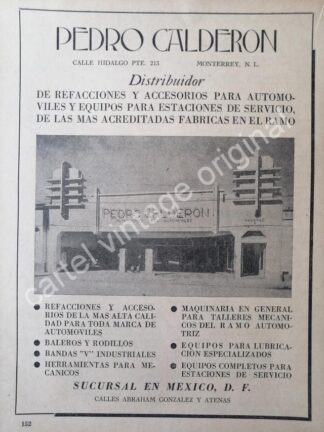 PEDRO CALDERON
CALLE HIDALGO PTE. 215 MONTERREY, N. L.
Distribuidor
DE REFACCIONES Y ACCESORIOS PARA AUTOMO-
VILES Y EQUIPOS PARA ESTACIONES DE SERVICIO,
DE LAS MAS ACREDITADAS FABRICAS EN EL RAMO
PEDRO CALDERON
cartel vintage original
● REFACCIONES Y ACCESO-
RIOS DE LA MAS ALTA CALI-
DAD PARA TODA MARCA DE
AUTOMOVILES
● BALEROS Y RODILLOS
● BANDAS "V" INDUSTRIALES
● HERRAMIENTAS PARA ME-
CANICOS
● MAQUINARIA EN GENERAL
PARA TALLERES MECANI-
COS DEL RAMO AUTOMO-
TRIZ
● EQUIPOS PARA LUBRICA-
CION ESPECIALIZADOS
● EQUIPOS COMPLETOS PARA
ESTACIONES DE SERVICIO
SUCURSAL EN MEXICO, D. F.
CALLES ABRAHAM GONZALEZ Y ATENAS
152